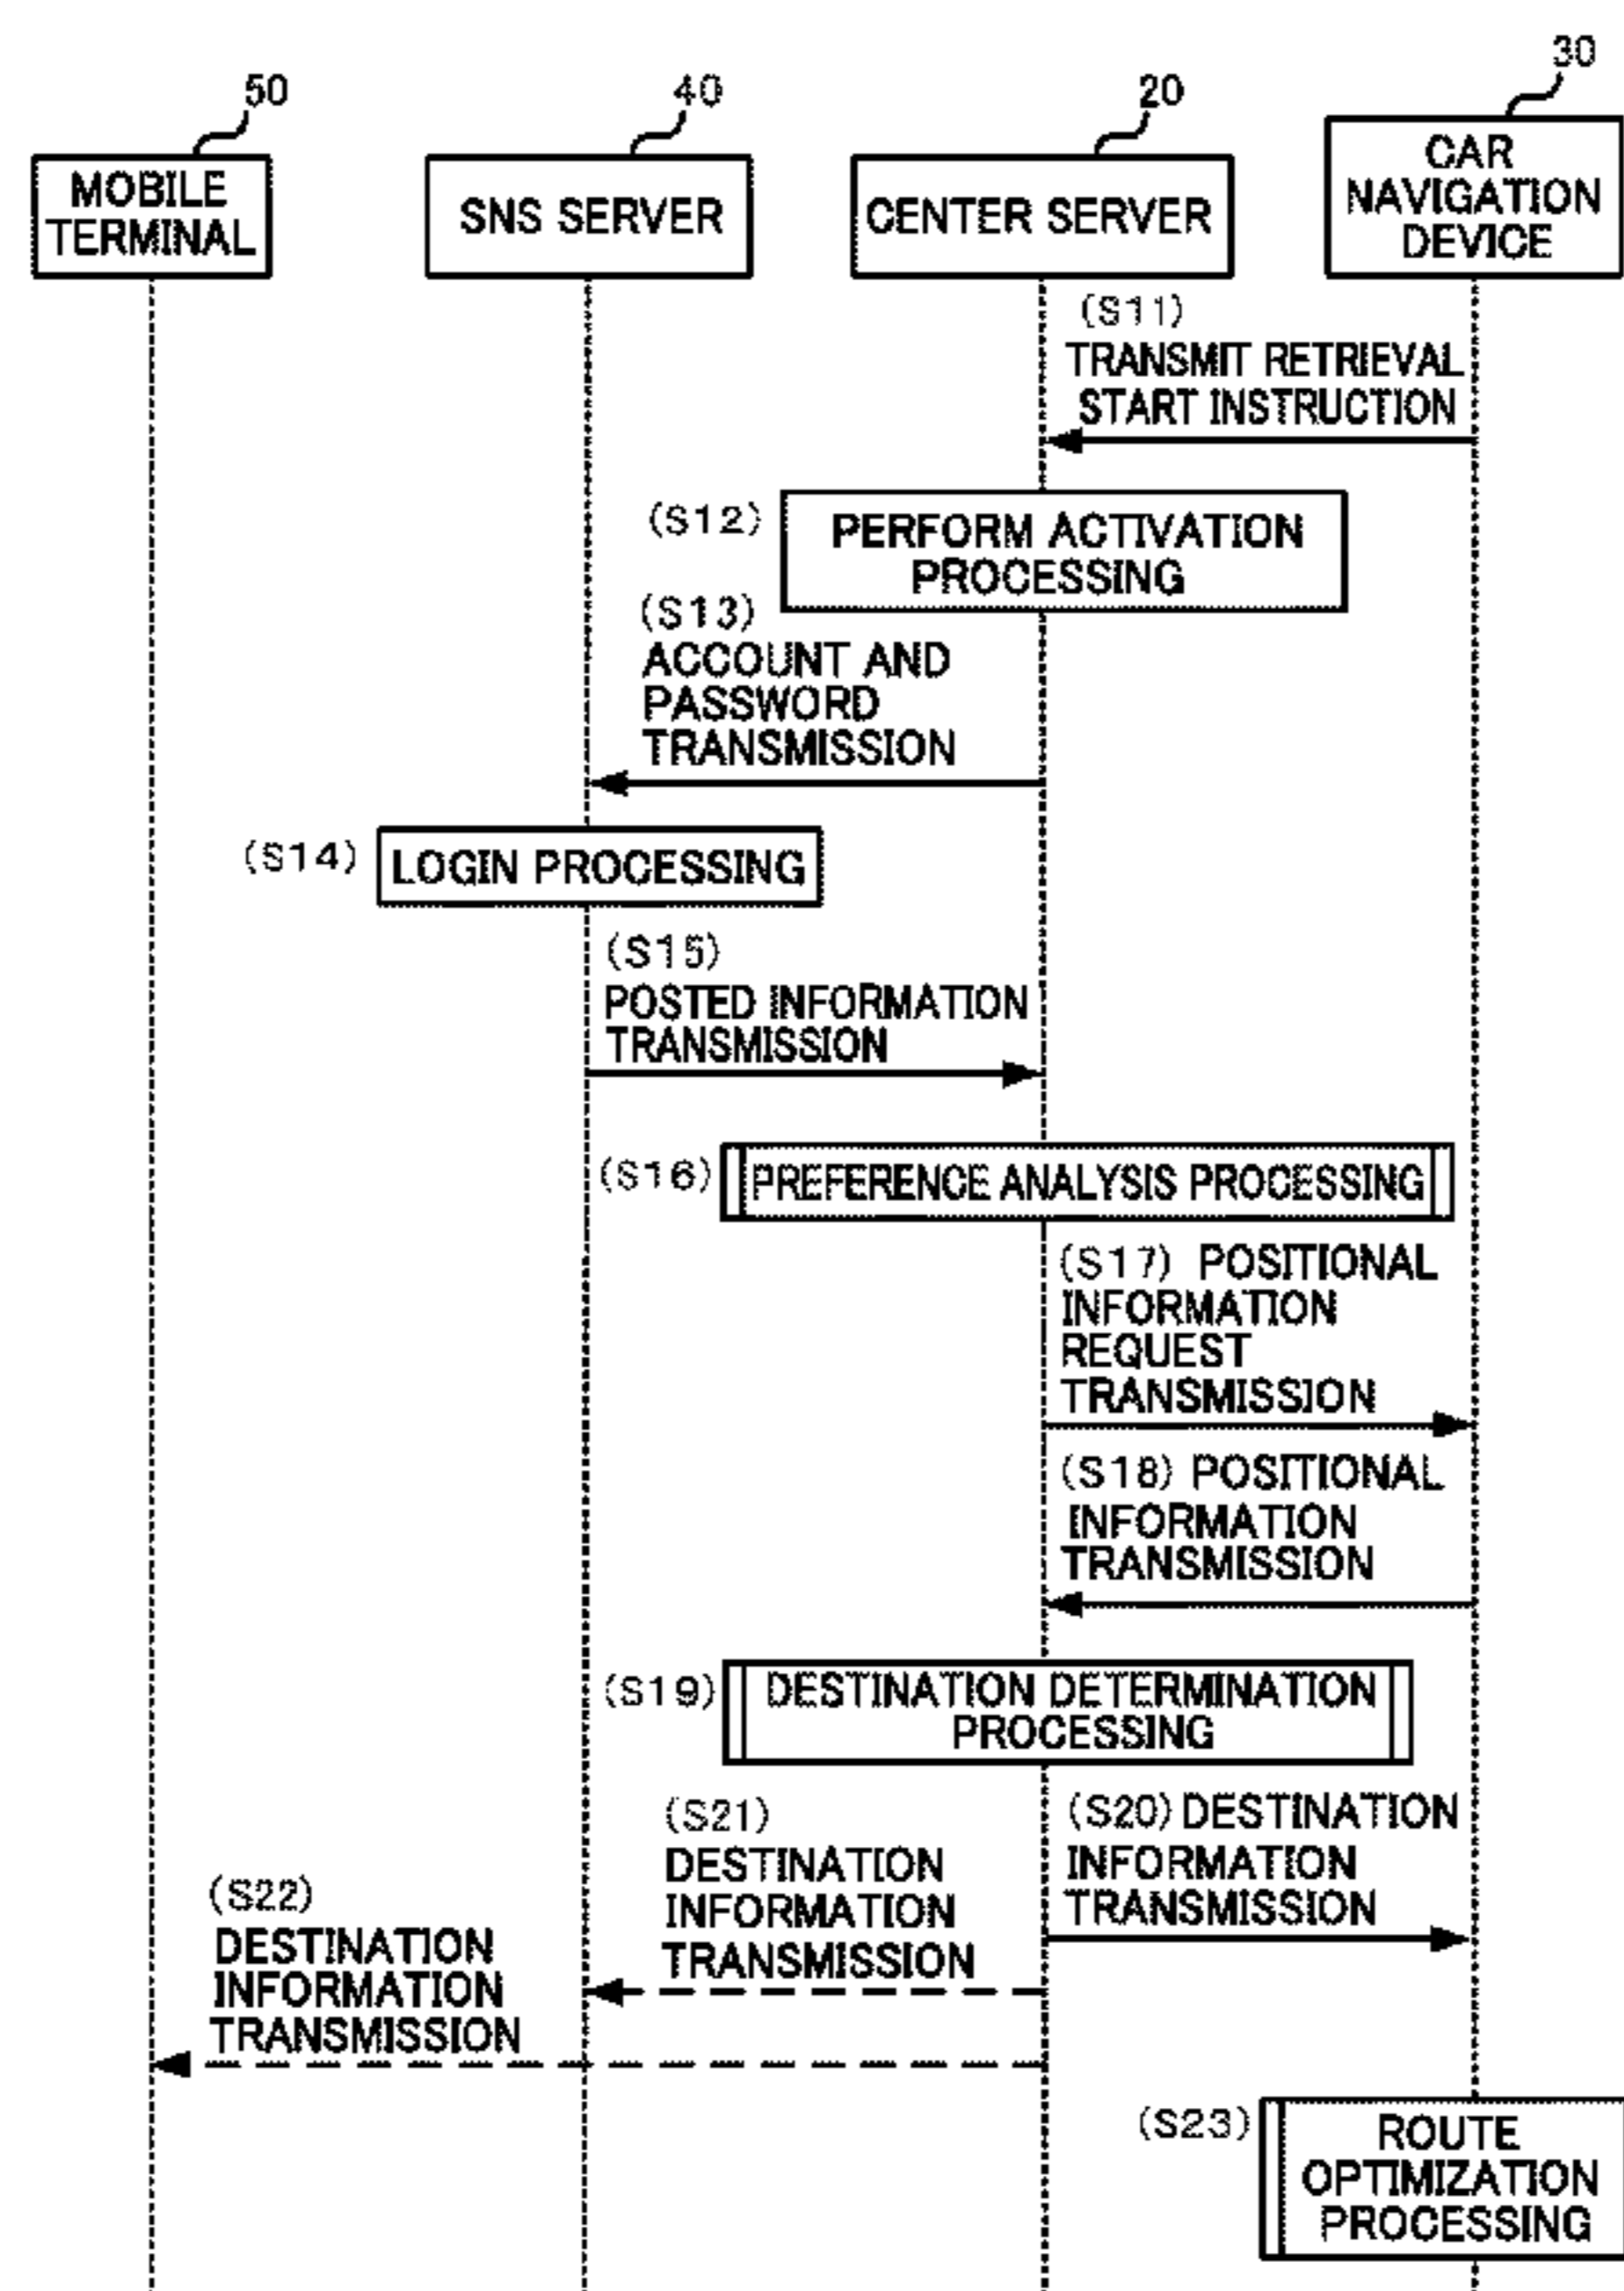 50
40
20
30
MOBILE
TERMINAL
SNS SERVER
CENTER SERVER
CAR
NAVIGATION
DEVICE
(S11)
TRANSMIT RETRIEVAL
START INSTRUCTION
(S12)
PERFORM ACTIVATION
PROCESSING
(S13)
ACCOUNT AND
PASSWORD
TRANSMISSION
(S14)
LOGIN PROCESSING
(S15)
POSTED INFORMATION
TRANSMISSION
(S16)
PREFERENCE ANALYSIS PROCESSING
(S17) POSITIONAL
INFORMATION
REQUEST
TRANSMISSION
(S18) POSITIONAL
INFORMATION
TRANSMISSION
(S19)
DESTINATION DETERMINATION
PROCESSING
(S20) DESTINATION
INFORMATION
TRANSMISSION
(S21)
DESTINATION
INFORMATION
TRANSMISSION
(S22)
DESTINATION
INFORMATION
TRANSMISSION
(S23)
ROUTE
OPTIMIZATION
PROCESSING